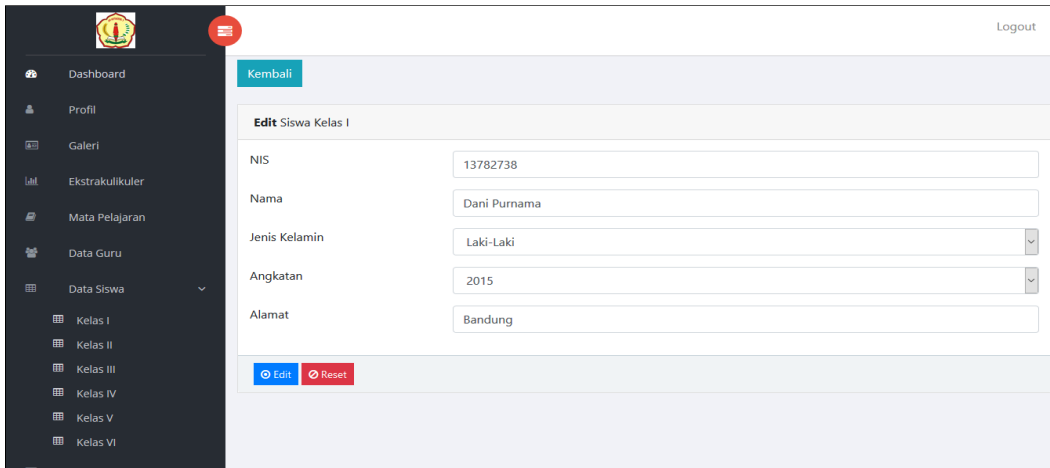 Logout
Dashboard
Profil
Galeri
Ekstrakulikuler
Mata Pelajaran
Data Guru
Data Siswa
Kelas I
Kelas II
Kelas III
Kelas IV
Kelas V
Kelas VI
Kembali
Edit Siswa Kelas I
NIS 13782738
Nama Dani Purnama
Jenis Kelamin Laki-Laki
Angkatan 2015
Alamat Bandung
Edit Reset